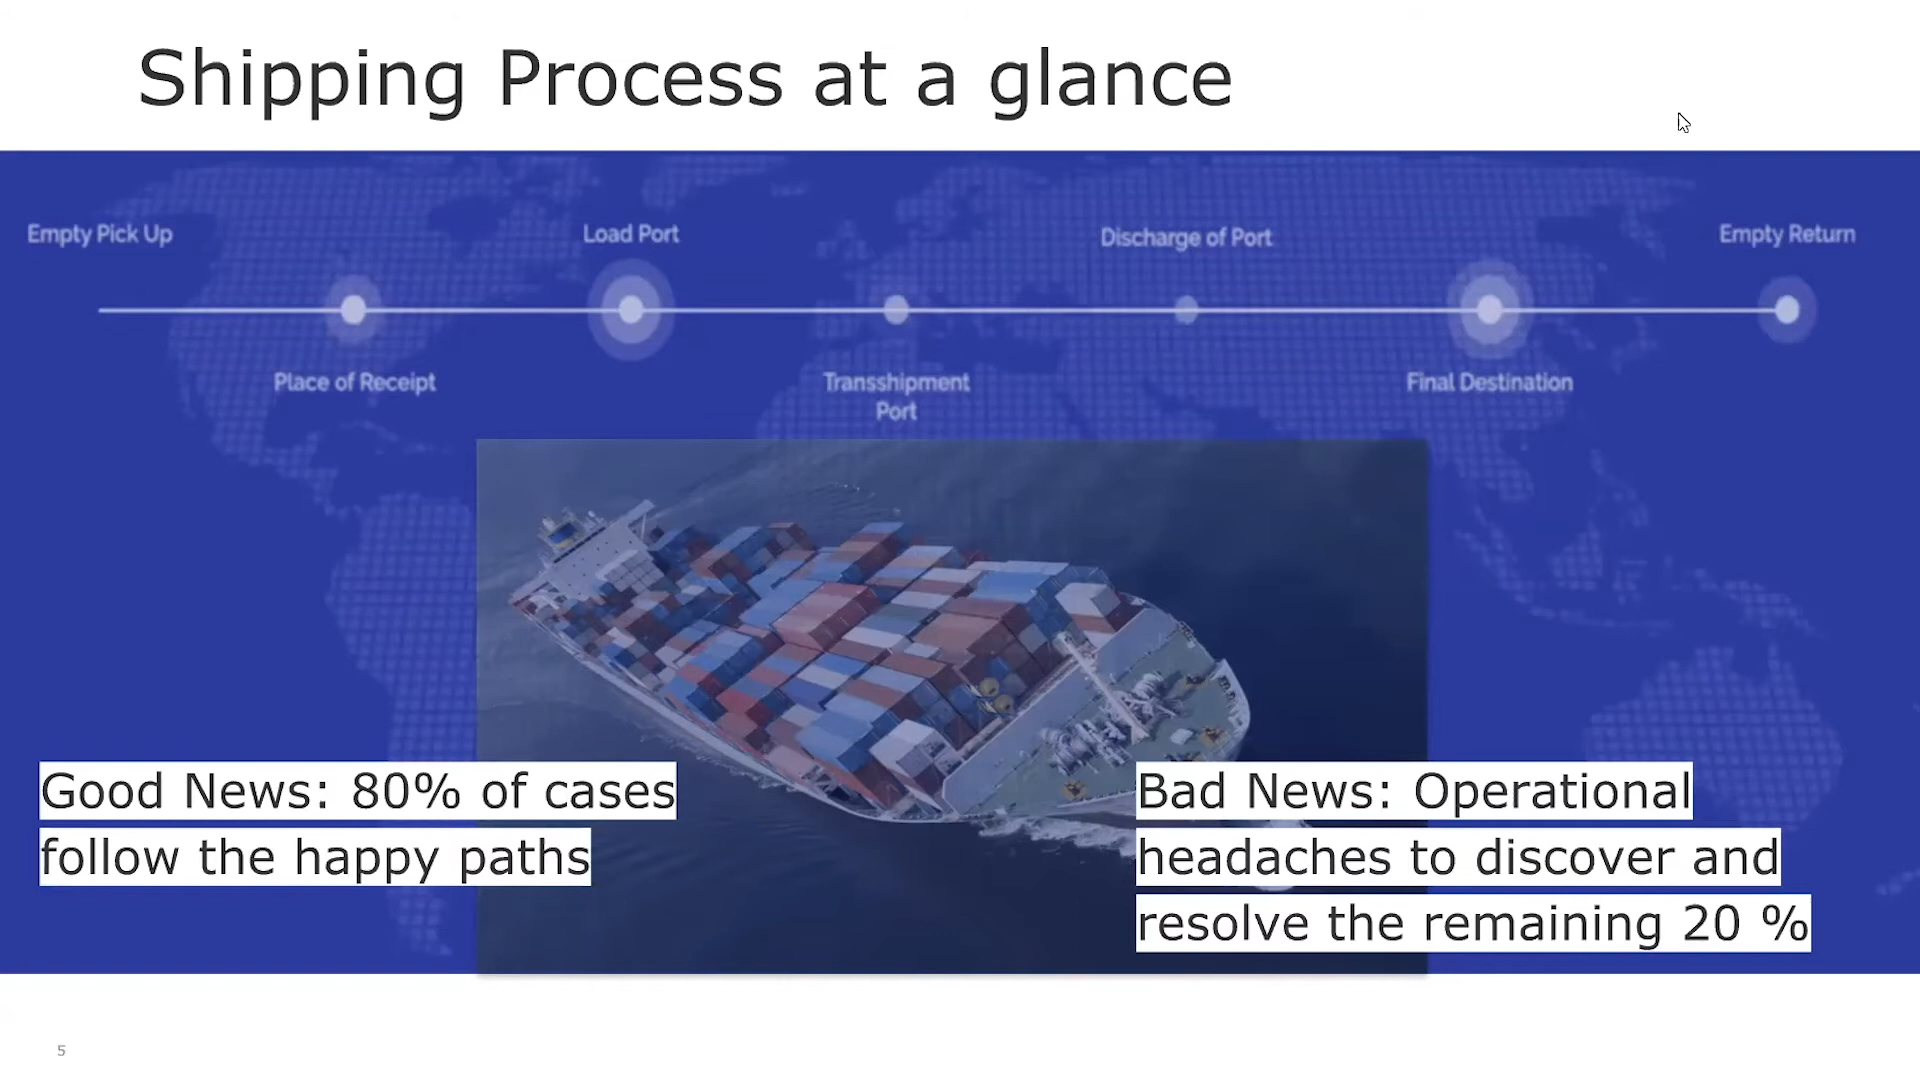 Shipping Process at a glance
Empty Pick Up
Load Port
Discharge of Port
Empty Return
Place of Receipt
Transshipment
Port
Final Destination
Good News: 80% of cases
follow the happy paths
Bad News: Operational
headaches to discover and
resolve the remaining 20 %
5